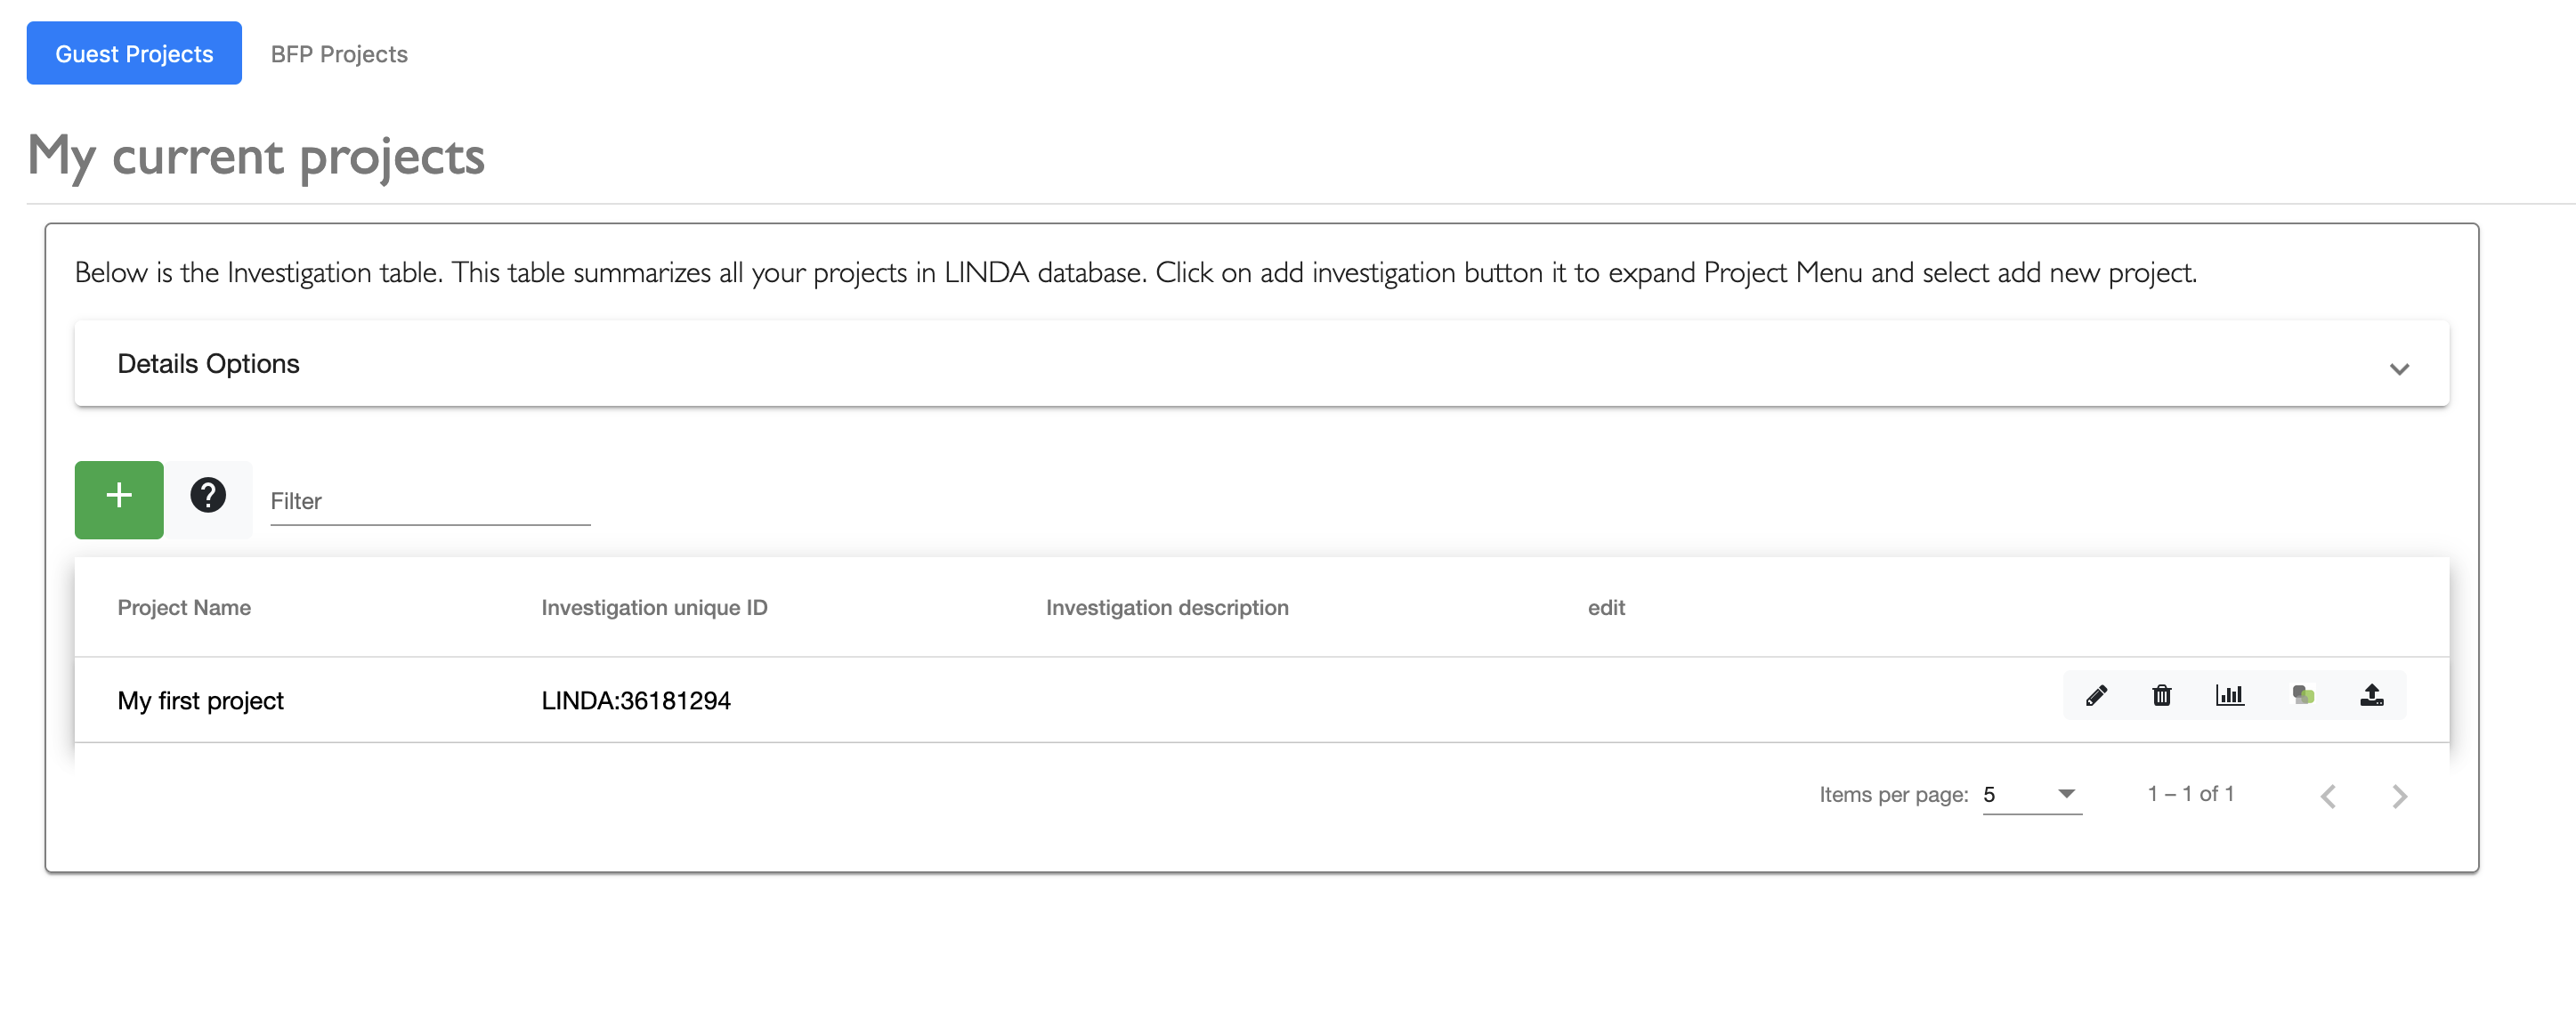 Guest Projects BFP Projects
My current projects
Below is the Investigation table. This table summarizes all your projects in LINDA database. Click on add investigation button it to expand Project Menu and select add new project.
Details Options
+ ? Filter
Project Name Investigation unique ID Investigation description edit
My first project LINDA:36181294
Items per page: 5 1 – 1 of 1